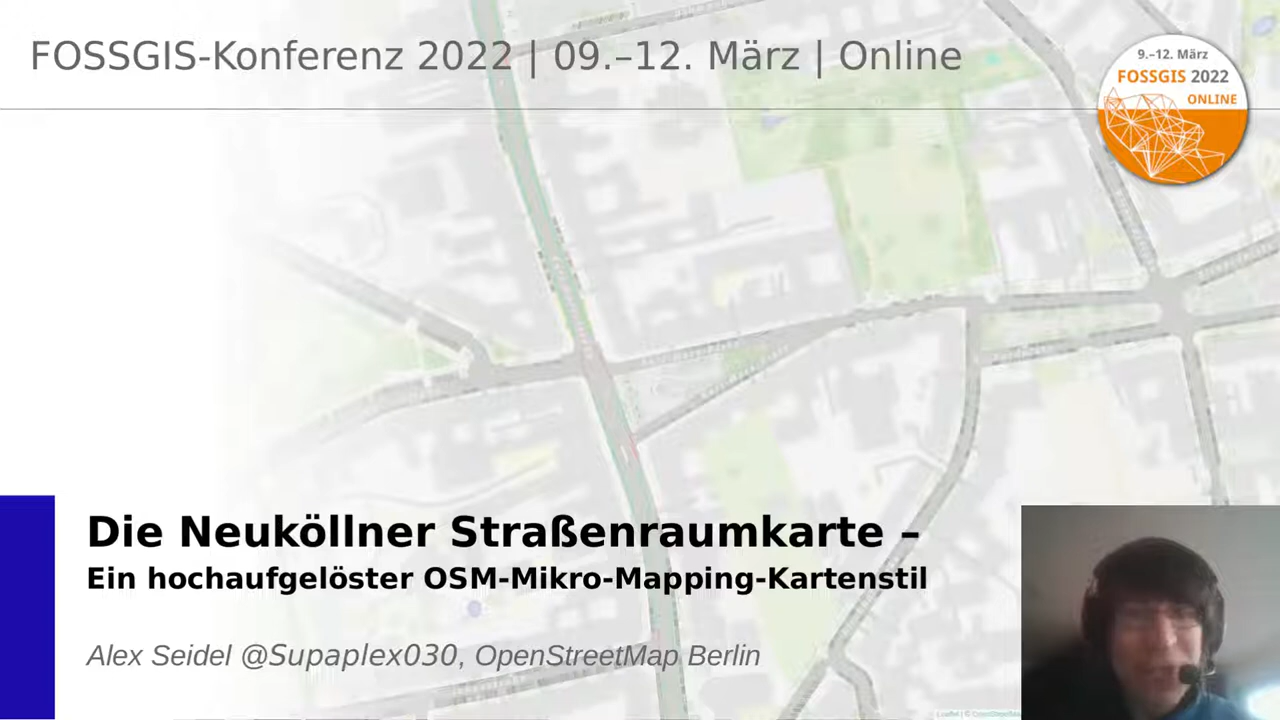 FOSSGIS-Konferenz 2022 | 09.–12. März | Online
9.–12. März
FOSSGIS 2022
ONLINE
Die Neuköllner Straßenraumkarte –
Ein hochaufgelöster OSM-Mikro-Mapping-Kartenstil
Alex Seidel @Supaplex030, OpenStreetMap Berlin